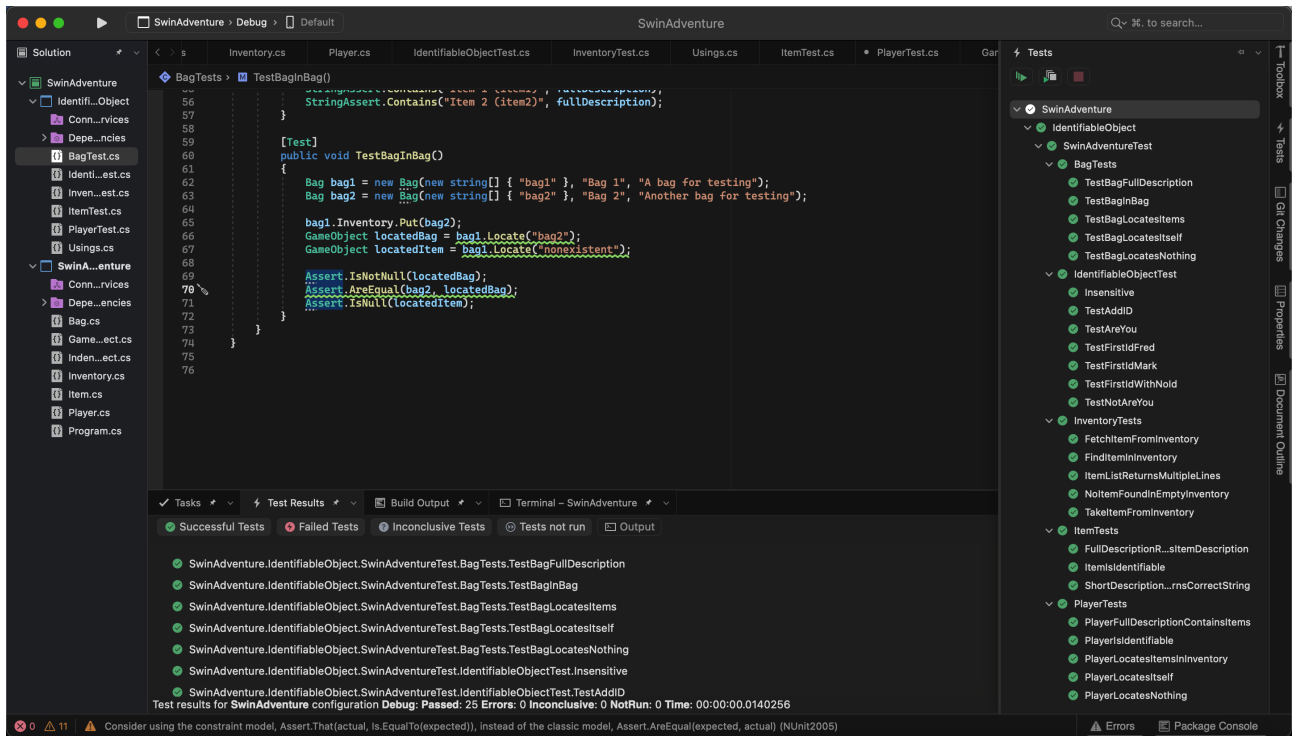 SwinAdventure › Debug › Default
SwinAdventure
⌘. to search...
Solution
SwinAdventure
Identifi...Object
Conn...rvices
Depe...ncies
BagTest.cs
Identi...est.cs
Inven...est.cs
ItemTest.cs
PlayerTest.cs
Usings.cs
SwinA...enture
Conn...rvices
Depe...encies
Bag.cs
Game...ect.cs
Inden...ect.cs
Inventory.cs
Item.cs
Player.cs
Program.cs
s Inventory.cs Player.cs IdentifiableObjectTest.cs InventoryTest.cs Usings.cs ItemTest.cs • PlayerTest.cs Gar
BagTests › M TestBagInBag()
56 StringAssert.Contains("Item 2 (item2)", fullDescription);
57 }
58
59 [Test]
60 public void TestBagInBag()
61 {
62 Bag bag1 = new Bag(new string[] { "bag1" }, "Bag 1", "A bag for testing");
63 Bag bag2 = new Bag(new string[] { "bag2" }, "Bag 2", "Another bag for testing");
64
65 bag1.Inventory.Put(bag2);
66 GameObject locatedBag = bag1.Locate("bag2");
67 GameObject locatedItem = bag1.Locate("nonexistent");
68
69 Assert.IsNotNull(locatedBag);
70 Assert.AreEqual(bag2, locatedBag);
71 Assert.IsNull(locatedItem);
72 }
73 }
74 }
75
76
Tasks Test Results Build Output Terminal – SwinAdventure
Successful Tests Failed Tests Inconclusive Tests Tests not run Output
SwinAdventure.IdentifiableObject.SwinAdventureTest.BagTests.TestBagFullDescription
SwinAdventure.IdentifiableObject.SwinAdventureTest.BagTests.TestBagInBag
SwinAdventure.IdentifiableObject.SwinAdventureTest.BagTests.TestBagLocatesItems
SwinAdventure.IdentifiableObject.SwinAdventureTest.BagTests.TestBagLocatesItself
SwinAdventure.IdentifiableObject.SwinAdventureTest.BagTests.TestBagLocatesNothing
SwinAdventure.IdentifiableObject.SwinAdventureTest.IdentifiableObjectTest.Insensitive
SwinAdventure.IdentifiableObject.SwinAdventureTest.IdentifiableObjectTest.TestAddID
Test results for SwinAdventure configuration Debug: Passed: 25 Errors: 0 Inconclusive: 0 NotRun: 0 Time: 00:00:00.0140256
Tests
SwinAdventure
IdentifiableObject
SwinAdventureTest
BagTests
TestBagFullDescription
TestBagInBag
TestBagLocatesItems
TestBagLocatesItself
TestBagLocatesNothing
IdentifiableObjectTest
Insensitive
TestAddID
TestAreYou
TestFirstIdFred
TestFirstIdMark
TestFirstIdWithNoId
TestNotAreYou
InventoryTests
FetchItemFromInventory
FindItemInInventory
ItemListReturnsMultipleLines
NoItemFoundInEmptyInventory
TakeItemFromInventory
ItemTests
FullDescriptionR...sItemDescription
ItemIsIdentifiable
ShortDescription...rnsCorrectString
PlayerTests
PlayerFullDescriptionContainsItems
PlayerIsIdentifiable
PlayerLocatesItemsInInventory
PlayerLocatesItself
PlayerLocatesNothing
Toolbox
Tests
Git Changes
Properties
Document Outline
0 11 Consider using the constraint model, Assert.That(actual, Is.EqualTo(expected)), instead of the classic model, Assert.AreEqual(expected, actual) (NUnit2005)
Errors Package Console